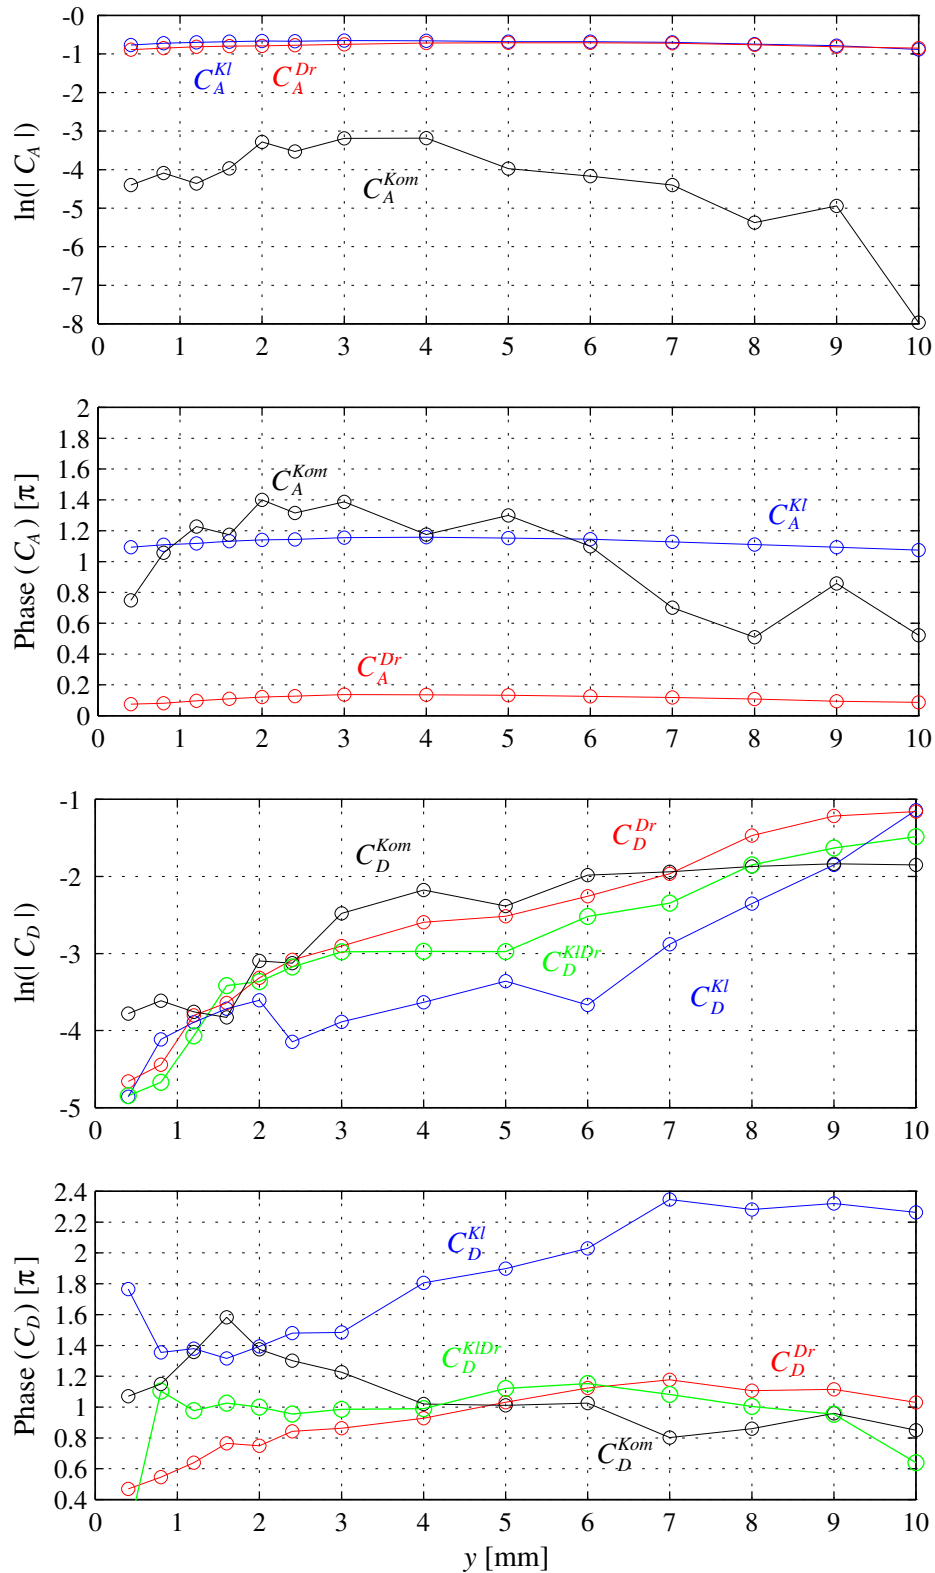 -0
-1
-2
-3
-4
-5
-6
-7
-8
ln(| C_A |)
C_A^Kl
C_A^Dr
C_A^Kom
0 1 2 3 4 5 6 7 8 9 10
2
1.8
1.6
1.4
1.2
1
0.8
0.6
0.4
0.2
0
Phase (C_A) [π]
C_A^Kom
C_A^Kl
C_A^Dr
0 1 2 3 4 5 6 7 8 9 10
-1
-2
-3
-4
-5
ln(| C_D |)
C_D^Kom
C_D^Dr
C_D^KlDr
C_D^Kl
0 1 2 3 4 5 6 7 8 9 10
2.4
2.2
2
1.8
1.6
1.4
1.2
1
0.8
0.6
0.4
Phase (C_D) [π]
C_D^Kl
C_D^KlDr
C_D^Dr
C_D^Kom
0 1 2 3 4 5 6 7 8 9 10
y [mm]